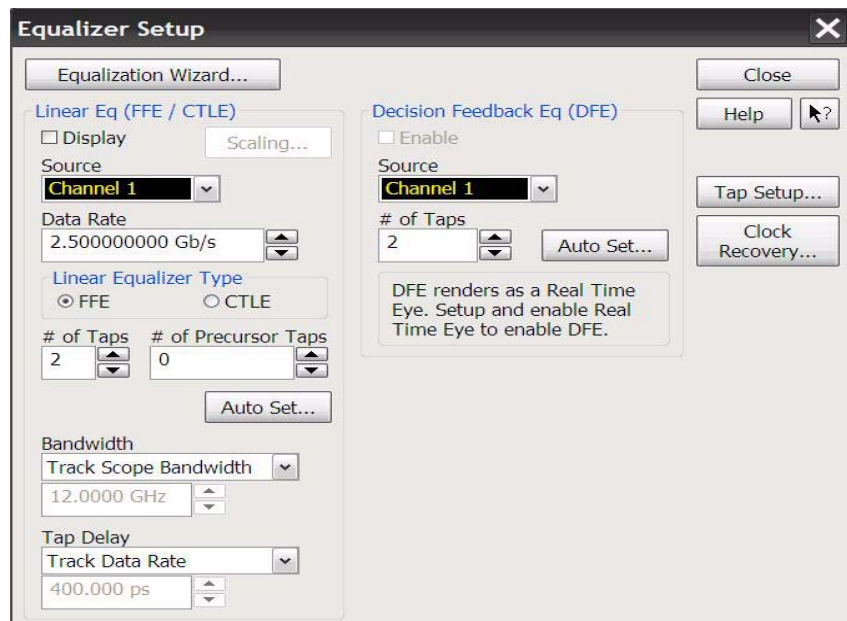 Equalizer Setup
Equalization Wizard...
Close
Linear Eq (FFE / CTLE)
Display
Scaling...
Source
Channel 1
Data Rate
2.500000000 Gb/s
Linear Equalizer Type
FFE
CTLE
# of Taps
# of Precursor Taps
2
0
Auto Set...
Bandwidth
Track Scope Bandwidth
12.0000 GHz
Tap Delay
Track Data Rate
400.000 ps
Decision Feedback Eq (DFE)
Enable
Source
Channel 1
# of Taps
2
Auto Set...
DFE renders as a Real Time
Eye. Setup and enable Real
Time Eye to enable DFE.
Help
?
Tap Setup...
Clock
Recovery...